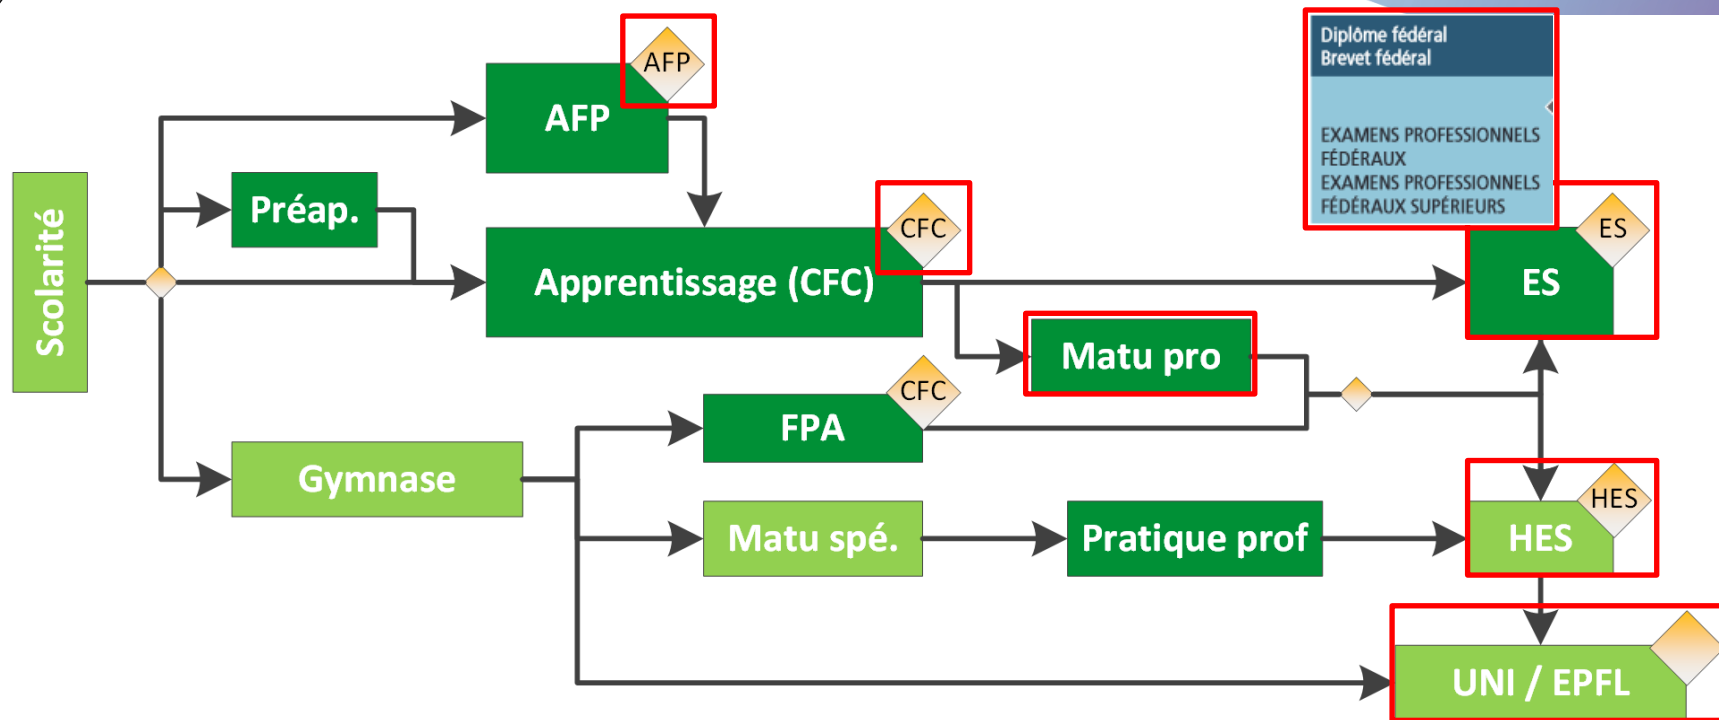 Diplôme fédéral
Brevet fédéral
EXAMENS PROFESSIONNELS
FÉDÉRAUX
EXAMENS PROFESSIONNELS
FÉDÉRAUX SUPÉRIEURS
AFP
AFP
Préap.
Scolarité
CFC
Apprentissage (CFC)
ES
ES
Matu pro
CFC
FPA
Gymnase
HES
Matu spé.
Pratique prof
HES
UNI / EPFL